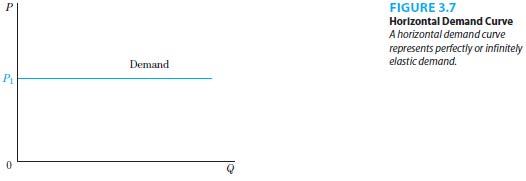 P
Demand
P1
0
Q
FIGURE 3.7
Horizontal Demand Curve
A horizontal demand curve
represents perfectly or infinitely
elastic demand.